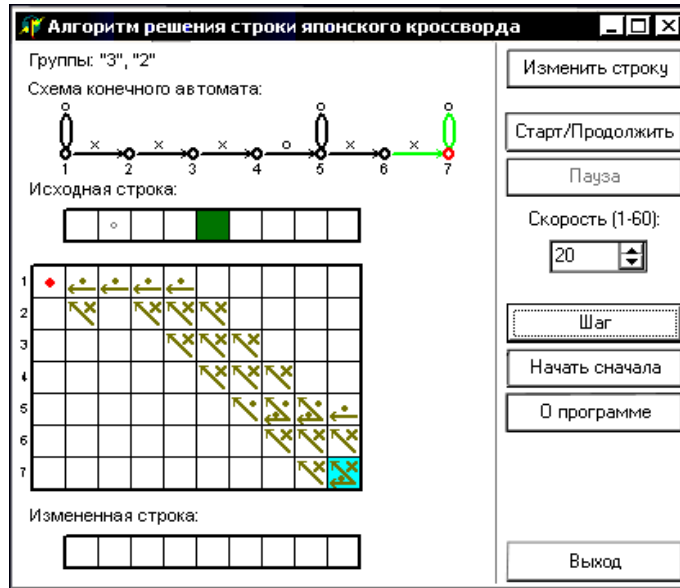 Алгоритм решения строки японского кроссворда
Группы: "3", "2"
Схема конечного автомата:
o o o
x x x o x x
1 2 3 4 5 6 7
Исходная строка:
o
1
2
3
4
5
6
7
Измененная строка:
Изменить строку
Старт/Продолжить
Пауза
Скорость (1-60):
20
Шаг
Начать сначала
О программе
Выход